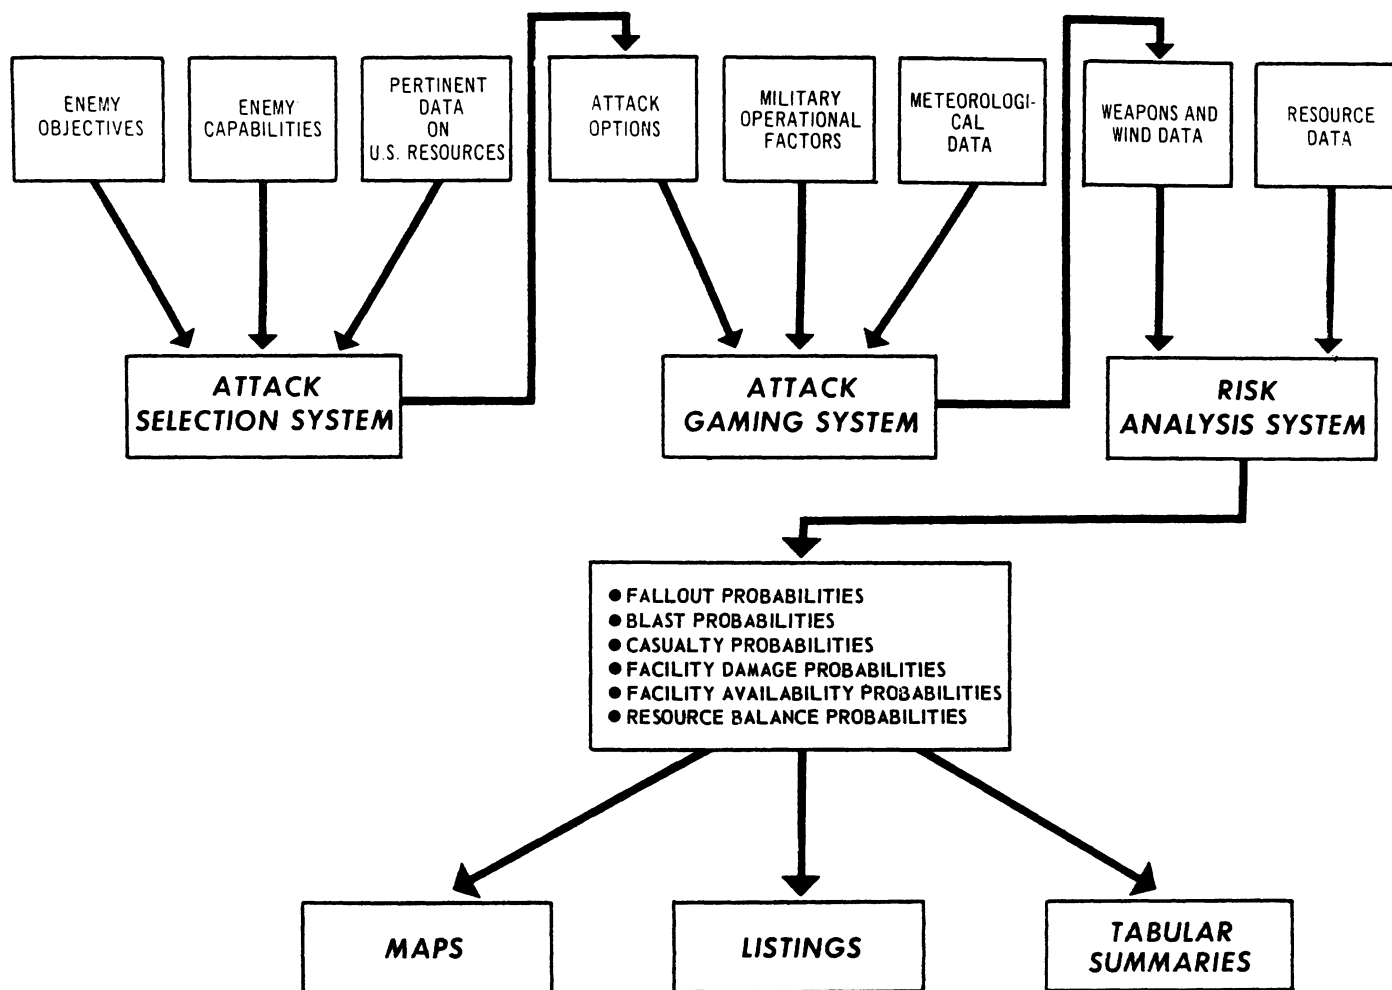 ENEMY
OBJECTIVES
ENEMY
CAPABILITIES
PERTINENT
DATA
ON
U.S. RESOURCES
ATTACK
OPTIONS
MILITARY
OPERATIONAL
FACTORS
METEOROLOGI-
CAL
DATA
WEAPONS AND
WIND DATA
RESOURCE
DATA
ATTACK
SELECTION SYSTEM
ATTACK
GAMING SYSTEM
RISK
ANALYSIS SYSTEM
● FALLOUT PROBABILITIES
● BLAST PROBABILITIES
● CASUALTY PROBABILITIES
● FACILITY DAMAGE PROBABILITIES
● FACILITY AVAILABILITY PROBABILITIES
● RESOURCE BALANCE PROBABILITIES
MAPS
LISTINGS
TABULAR
SUMMARIES